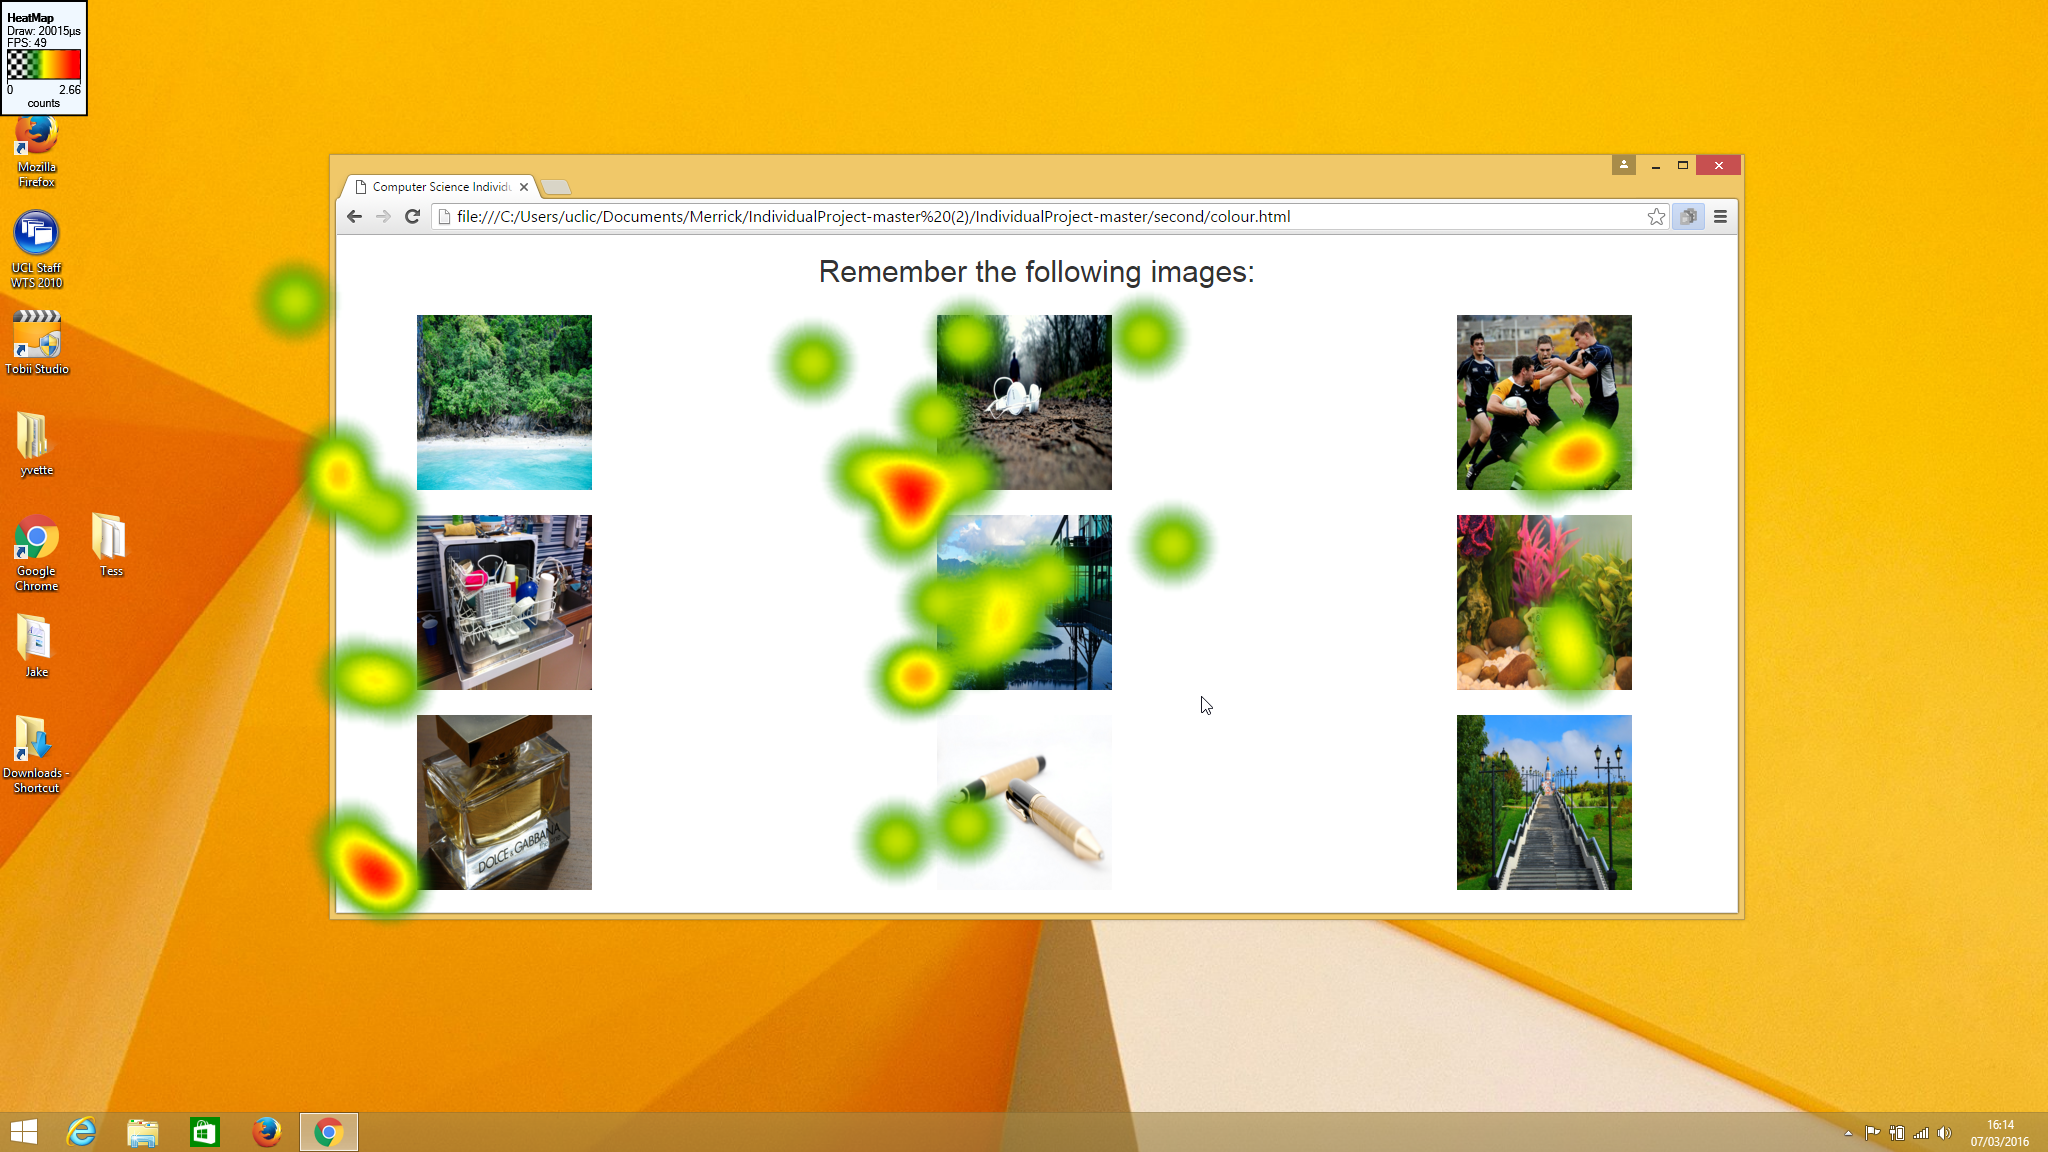 HeatMap
Draw: 20015µs
FPS: 49
0 2.66
counts
Mozilla
Firefox
UCL Staff
WTS 2010
Tobii Studio
yvette
Google
Chrome
Tess
Jake
Downloads -
Shortcut
Computer Science Individu
file:///C:/Users/uclic/Documents/Merrick/IndividualProject-master%20(2)/IndividualProject-master/second/colour.html
Remember the following images:
DOLCE & GABBANA
16:14
07/03/2016